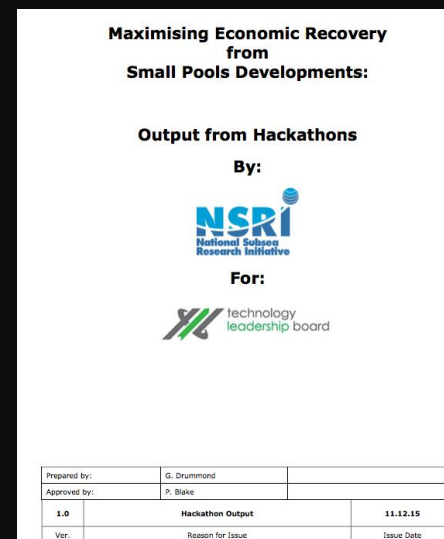 Maximising Economic Recovery
from
Small Pools Developments:
Output from Hackathons
By:
NSRi
National Subsea
Research Initiative
For:
technology
leadership board
Prepared by: G. Drummond
Approved by: P. Blake
1.0 Hackathon Output 11.12.15
Ver. Reason for Issue Issue Date